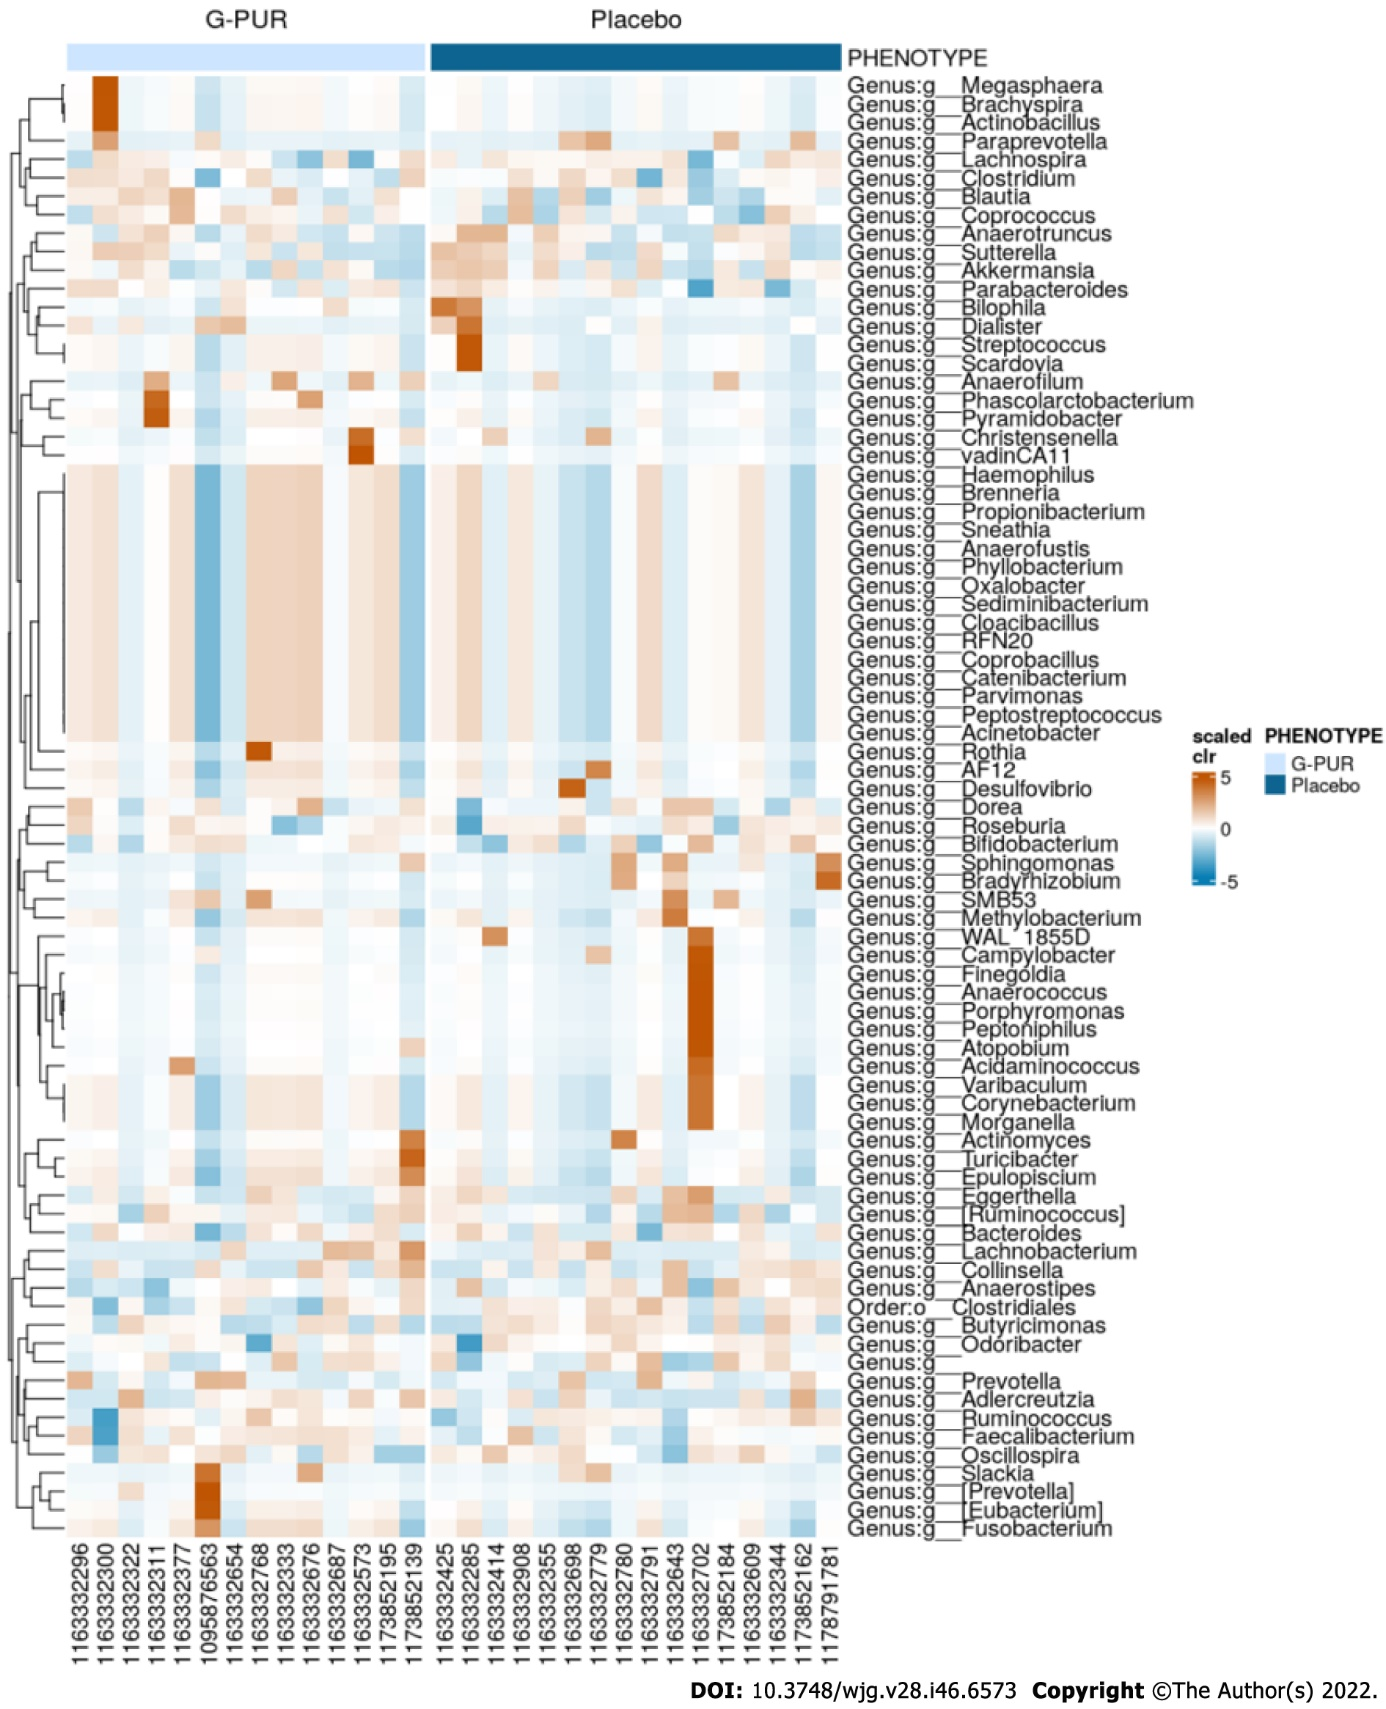 G-PUR Placebo
PHENOTYPE
Genus:g__Megasphaera
Genus:g__Brachyspira
Genus:g__Actinobacillus
Genus:g__Paraprevotella
Genus:g__Lachnospira
Genus:g__Clostridium
Genus:g__Blautia
Genus:g__Coprococcus
Genus:g__Anaerotruncus
Genus:g__Sutterella
Genus:g__Akkermansia
Genus:g__Parabacteroides
Genus:g__Bilophila
Genus:g__Dialister
Genus:g__Streptococcus
Genus:g__Scardovia
Genus:g__Anaerofilum
Genus:g__Phascolarctobacterium
Genus:g__Pyramidobacter
Genus:g__Christensenella
Genus:g__vadinCA11
Genus:g__Haemophilus
Genus:g__Brenneria
Genus:g__Propionibacterium
Genus:g__Sneathia
Genus:g__Anaerofustis
Genus:g__Phyllobacterium
Genus:g__Oxalobacter
Genus:g__Sediminibacterium
Genus:g__Cloacibacillus
Genus:g__RFN20
Genus:g__Coprobacillus
Genus:g__Catenibacterium
Genus:g__Parvimonas
Genus:g__Peptostreptococcus
Genus:g__Acinetobacter
Genus:g__Rothia
Genus:g__AF12
Genus:g__Desulfovibrio
Genus:g__Dorea
Genus:g__Roseburia
Genus:g__Bifidobacterium
Genus:g__Sphingomonas
Genus:g__Bradyrhizobium
Genus:g__SMB53
Genus:g__Methylobacterium
Genus:g__WAL_1855D
Genus:g__Campylobacter
Genus:g__Finegoldia
Genus:g__Anaerococcus
Genus:g__Porphyromonas
Genus:g__Peptoniphilus
Genus:g__Atopobium
Genus:g__Acidaminococcus
Genus:g__Varibaculum
Genus:g__Corynebacterium
Genus:g__Morganella
Genus:g__Actinomyces
Genus:g__Turicibacter
Genus:g__Epulopiscium
Genus:g__Eggerthella
Genus:g__[Ruminococcus]
Genus:g__Bacteroides
Genus:g__Lachnobacterium
Genus:g__Collinsella
Genus:g__Anaerostipes
Order:o__Clostridiales
Genus:g__Butyricimonas
Genus:g__Odoribacter
Genus:g__
Genus:g__Prevotella
Genus:g__Adlercreutzia
Genus:g__Ruminococcus
Genus:g__Faecalibacterium
Genus:g__Oscillospira
Genus:g__Slackia
Genus:g__[Prevotella]
Genus:g__[Eubacterium]
Genus:g__Fusobacterium
scaled clr
5
0
-5
PHENOTYPE
G-PUR
Placebo
1163332296
1163332300
1163332322
1163332311
1163332377
1095876563
1163332654
1163332768
1163332333
1163332676
1163332687
1163332573
1173852195
1173852139
1163332425
1163332285
1163332414
1163332908
1163332355
1163332698
1163332779
1163332780
1163332791
1163332643
1163332702
1173852184
1163332609
1163332344
1173852162
1178791781
DOI: 10.3748/wjg.v28.i46.6573 Copyright ©The Author(s) 2022.